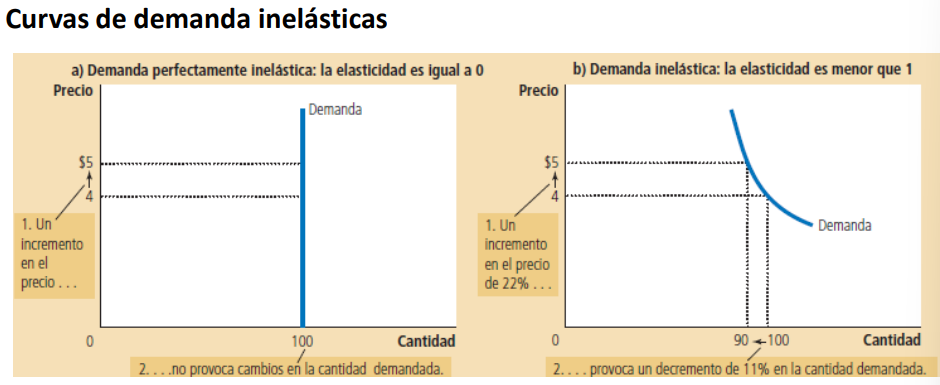 Curvas de demanda inelásticas
a) Demanda perfectamente inelástica: la elasticidad es igual a 0
Precio
Demanda
$5
4
1. Un
incremento
en el
precio . . .
0
100
Cantidad
2. . . .no provoca cambios en la cantidad demandada.
b) Demanda inelástica: la elasticidad es menor que 1
Precio
$5
4
1. Un
incremento
en el precio
de 22% . . .
Demanda
0
90
100
Cantidad
2. . . . provoca un decremento de 11% en la cantidad demandada.